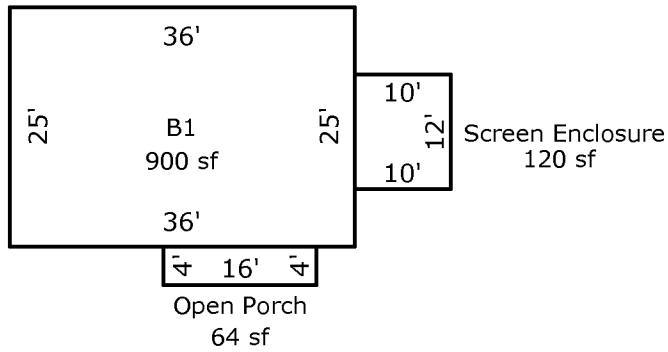 36'
25'
B1
900 sf
25'
36'
10'
12'
10'
Screen Enclosure
120 sf
4'
16'
4'
Open Porch
64 sf